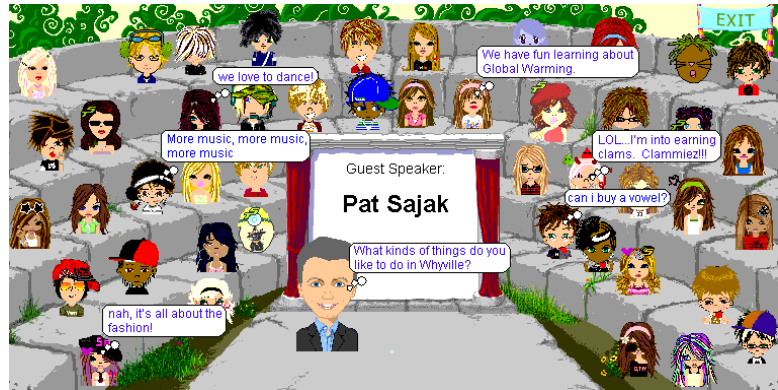 EXIT
We have fun learning about
Global Warming.
we love to dance!
More music, more music,
more music
LOL...I'm into earning
clams.  Clammiez!!!
Guest Speaker:
Pat Sajak
can i buy a vowel?
What kinds of things do you
like to do in Whyville?
nah, it's all about the
fashion!